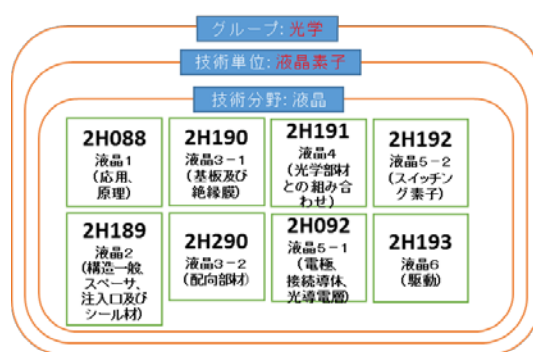 グループ: 光学
技術単位: 液晶素子
技術分野: 液晶
2H088
液晶1
(応用、
原理)
2H190
液晶3-1
(基板及び
絶縁膜)
2H191
液晶4
(光学部材
との組み合
わせ)
2H192
液晶5-2
(スイッチン
グ素子)
2H189
液晶2
(構造一般、
スペーサ、
注入口及び
シール材)
2H290
液晶3-2
(配向部材)
2H092
液晶5-1
(電極、
接続導体、
光導電層)
2H193
液晶6
(駆動)